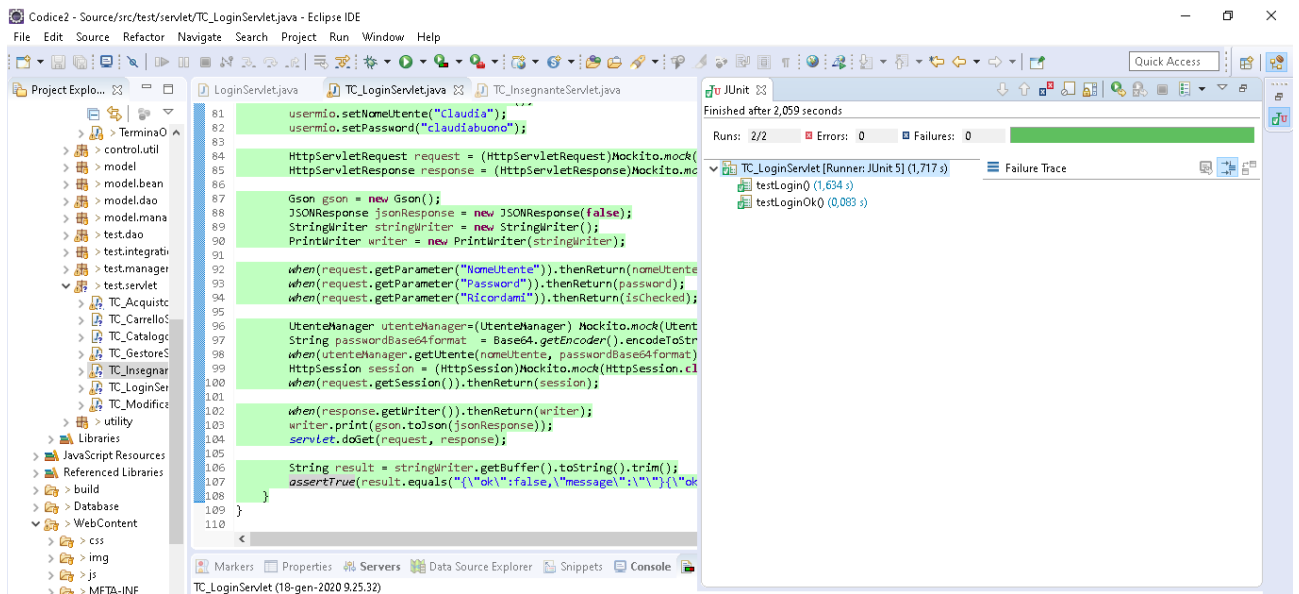 Codice2 - Source/src/test/servlet/TC_LoginServlet.java - Eclipse IDE
File Edit Source Refactor Navigate Search Project Run Window Help
Quick Access
Project Explo...
> TerminaO
> control.util
> model
> model.bean
> model.dao
> model.mana
> test.dao
> test.integrati
> test.manager
> test.servlet
TC_Acquisto
TC_CarrelloS
TC_Catalogo
TC_GestoreS
TC_Insegnar
TC_LoginSer
TC_Modifica
> utility
Libraries
JavaScript Resources
Referenced Libraries
> build
> Database
> WebContent
> css
> img
> js
> META-INF
LoginServlet.java TC_LoginServlet.java TC_InsegnanteServlet.java
81 usermio.setNomeUtente("Claudia");
82 usermio.setPassword("claudiabuono");
83
84 HttpServletRequest request = (HttpServletRequest)Mockito.mock(
85 HttpServletResponse response = (HttpServletResponse)Mockito.mo
86
87 Gson gson = new Gson();
88 JSONResponse jsonResponse = new JSONResponse(false);
89 StringWriter stringWriter = new StringWriter();
90 PrintWriter writer = new PrintWriter(stringWriter);
91
92 when(request.getParameter("NomeUtente")).thenReturn(nomeUtente
93 when(request.getParameter("Password")).thenReturn(password);
94 when(request.getParameter("Ricordami")).thenReturn(isChecked);
95
96 UtenteManager utenteManager=(UtenteManager) Mockito.mock(Utent
97 String passwordBase64format = Base64.getEncoder().encodeToStr
98 when(utenteManager.getUtente(nomeUtente, passwordBase64format)
99 HttpSession session = (HttpSession)Mockito.mock(HttpSession.cl
100 when(request.getSession()).thenReturn(session);
101
102 when(response.getWriter()).thenReturn(writer);
103 writer.print(gson.toJson(jsonResponse));
104 servlet.doGet(request, response);
105
106 String result = stringWriter.getBuffer().toString().trim();
107 assertTrue(result.equals("{\"ok\":false,\"message\":\"\"}{\"ok
108 }
109 }
110
Markers Properties Servers Data Source Explorer Snippets Console
TC_LoginServlet (18-gen-2020 9.25.32)
JUnit
Finished after 2,059 seconds
Runs: 2/2 Errors: 0 Failures: 0
TC_LoginServlet [Runner: JUnit 5] (1,717 s)
testLogin() (1,634 s)
testLoginOk() (0,083 s)
Failure Trace